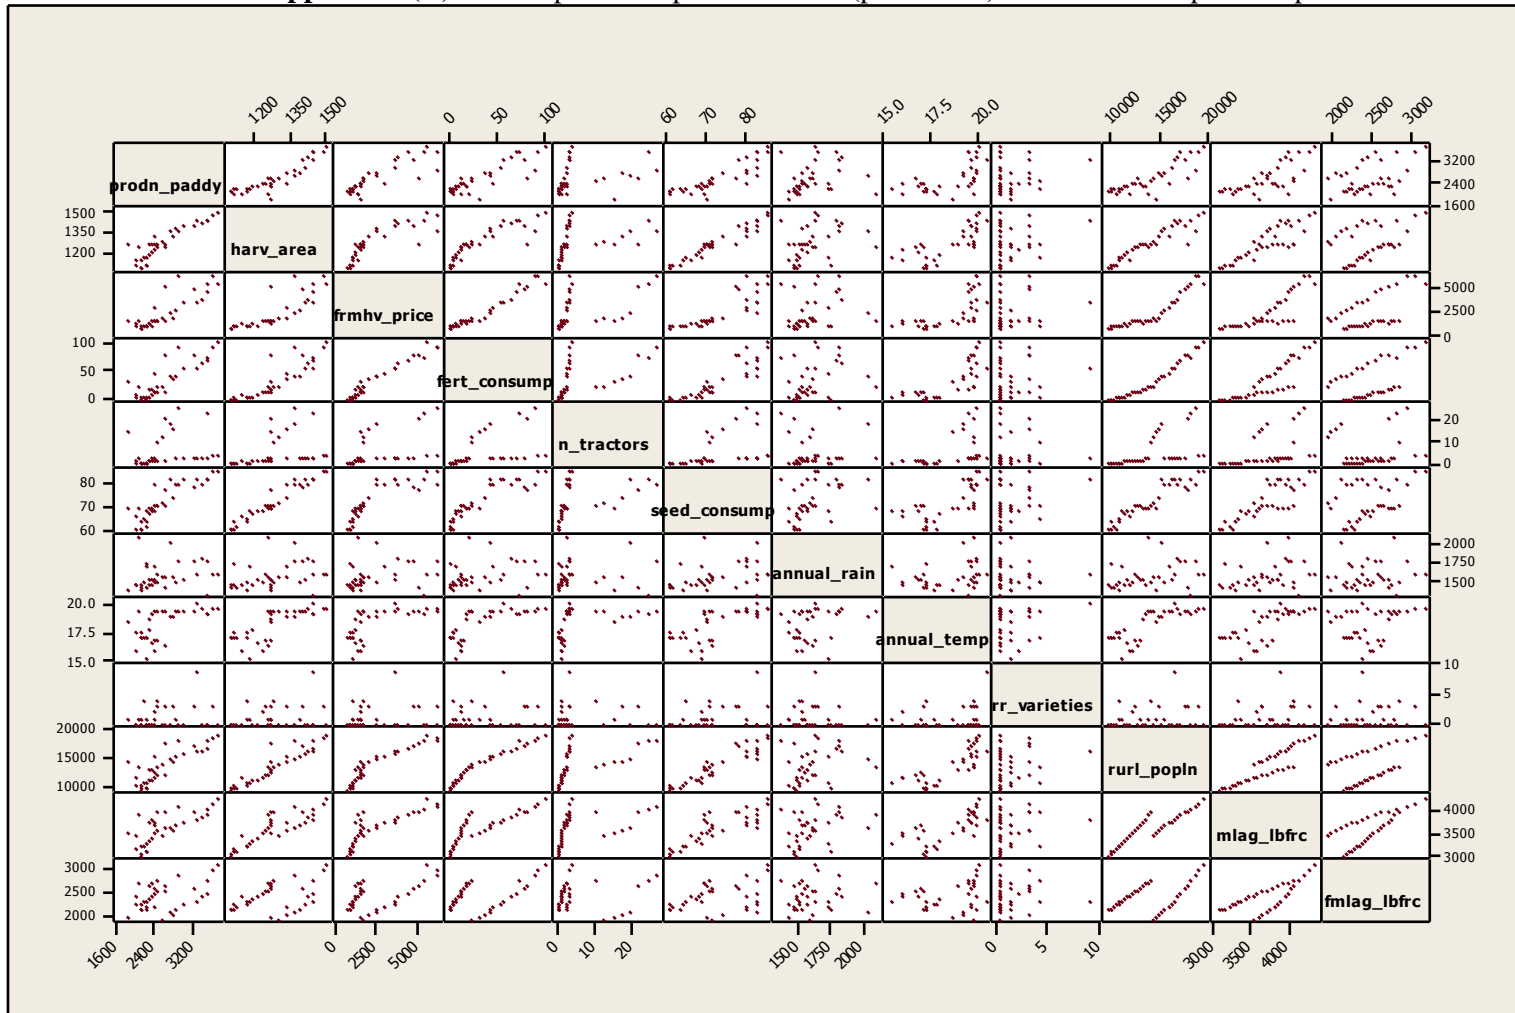 1200 1350 1500 0 50 100 60 70 80 15.0 17.5 20.0 10000 15000 20000 2000 2500 3000
prodn_paddy 3200
2400
1600
1500
1350 harv_area
1200
5000
frmhv_price 2500
0
100
50 fert_consump
0
20
n_tractors 10
0
80
70 seed_consump
60
2000
annual_rain 1750
1500
20.0
17.5 annual_temp
15.0
10
rr_varieties 5
0
20000
15000 rurl_popln
10000
4000
mlag_lbfrc 3500
3000
3000
2500 fmlag_lbfrc
2000
1600 2400 3200 0 2500 5000 0 10 20 1500 1750 2000 0 5 10 3000 3500 4000